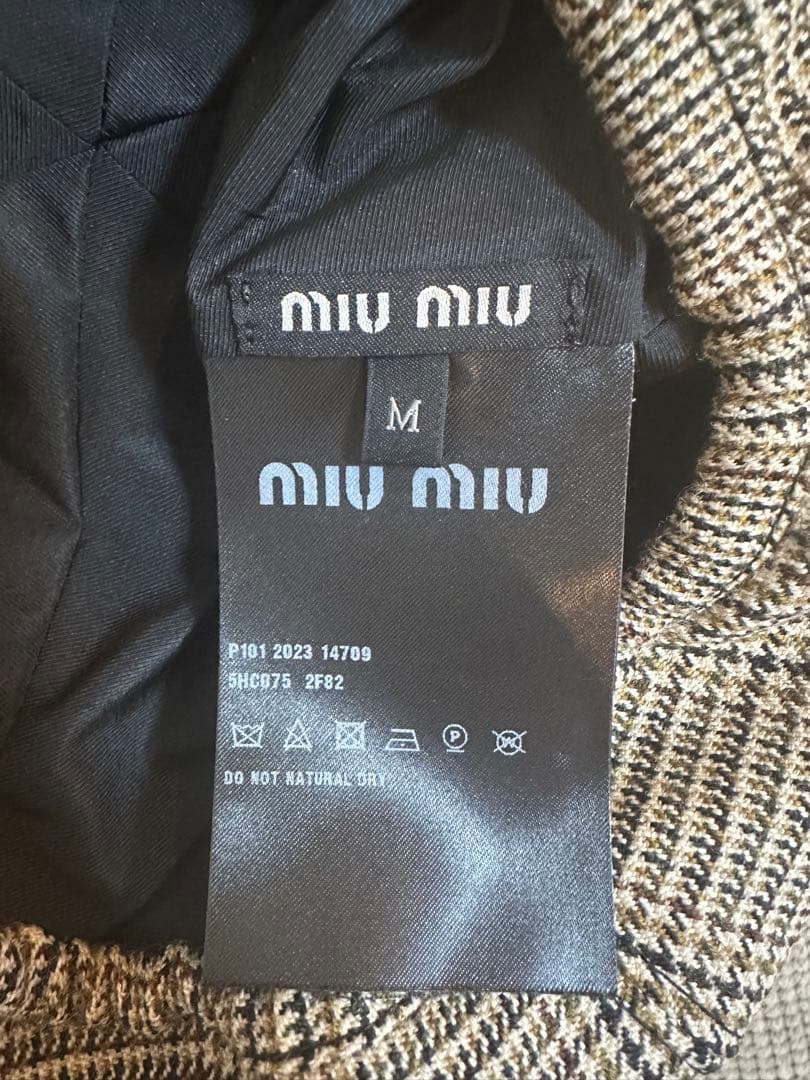 miu miu
M
miu miu
P101 2023 14709
5HC075 2F82
P W
DO NOT NATURAL DRY